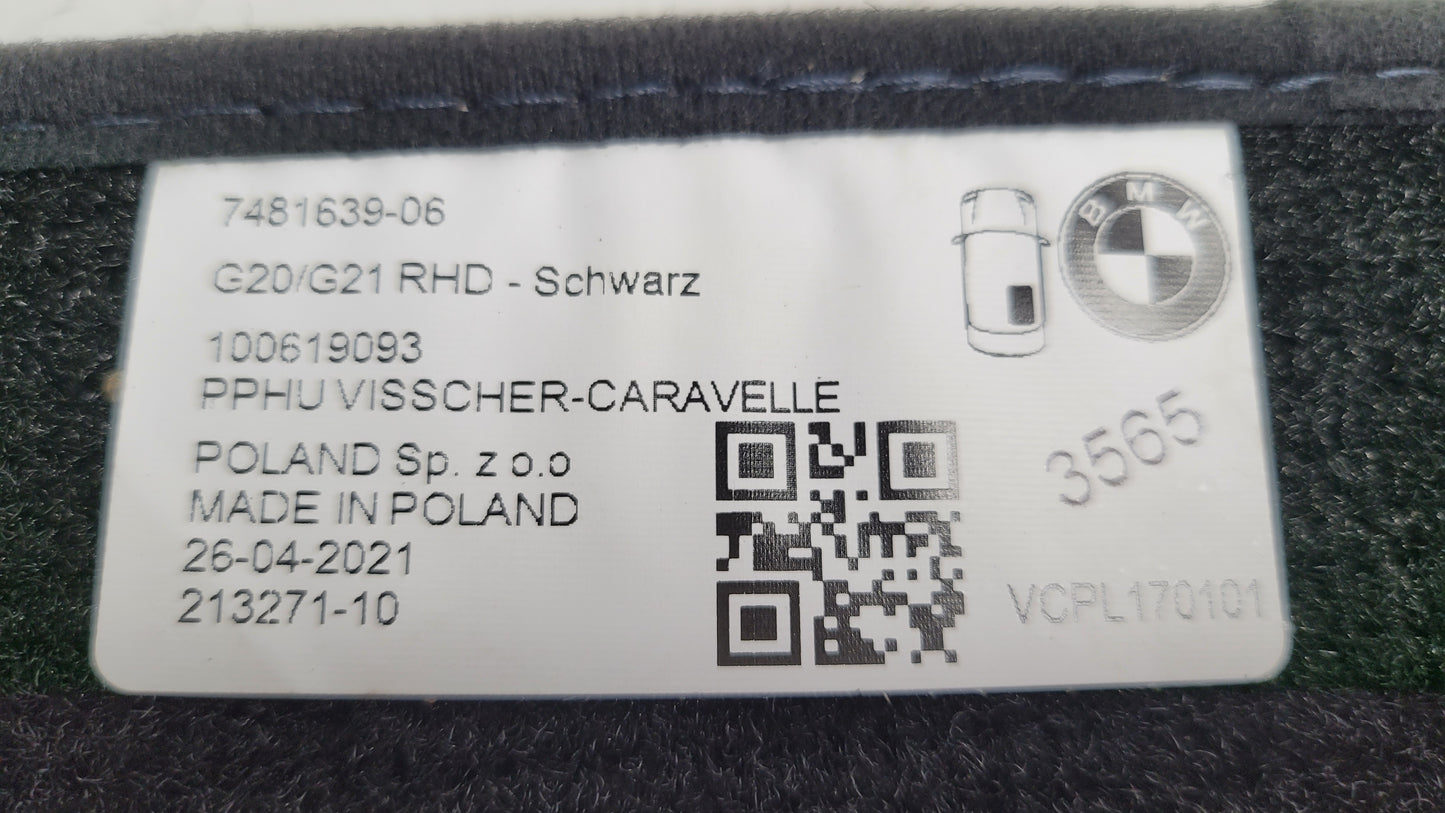 7481639-06
G20/G21 RHD - Schwarz
100619093
PPHU VISSCHER-CARAVELLE
POLAND Sp. z o.o
MADE IN POLAND
26-04-2021
213271-10
BMW
3565
VCPL170101